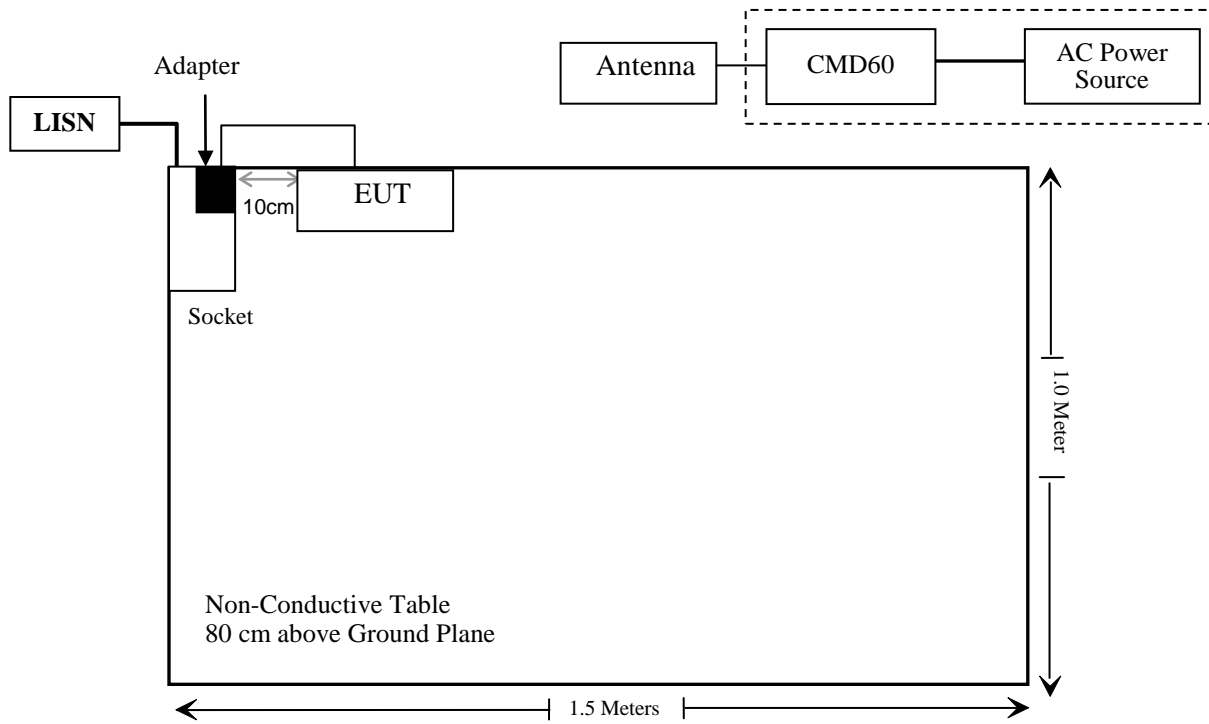 Adapter
LISN
Antenna
CMD60
AC Power
Source
10cm
EUT
Socket
1.0 Meter
Non-Conductive Table
80 cm above Ground Plane
1.5 Meters